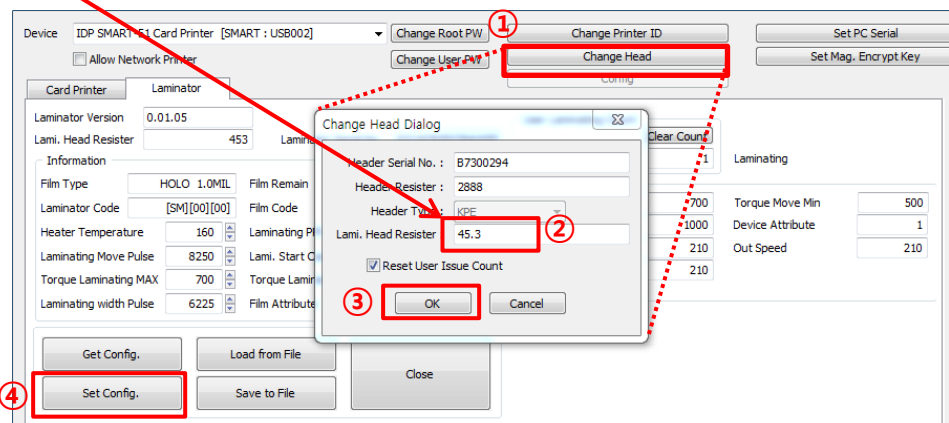 ①
Device IDP SMART-51 Card Printer [SMART : USB002] Change Root PW Change Printer ID Set PC Serial
Allow Network Printer Change User PW Change Head Set Mag. Encrypt Key
Config
Card Printer Laminator
Laminator Version 0.01.05
Lami. Head Resister 453 Clear Count
Information 1 Laminating
Film Type HOLO 1.0MIL Film Remain 700 Torque Move Min 500
Laminator Code [SM][00][00] Film Code 1000 Device Attribute 1
Heater Temperature 160 Laminating 210 Out Speed 210
Laminating Move Pulse 8250 Lami. Start 210
Torque Laminating MAX 700 Torque
Laminating width Pulse 6225 Film Attribute
Change Head Dialog
Header Serial No. : B7300294
Header Resister : 2888
Header Type : KPE
Lami. Head Resister 45.3 ②
Reset User Issue Count
③ OK Cancel
Get Config. Load from File Close
④ Set Config. Save to File